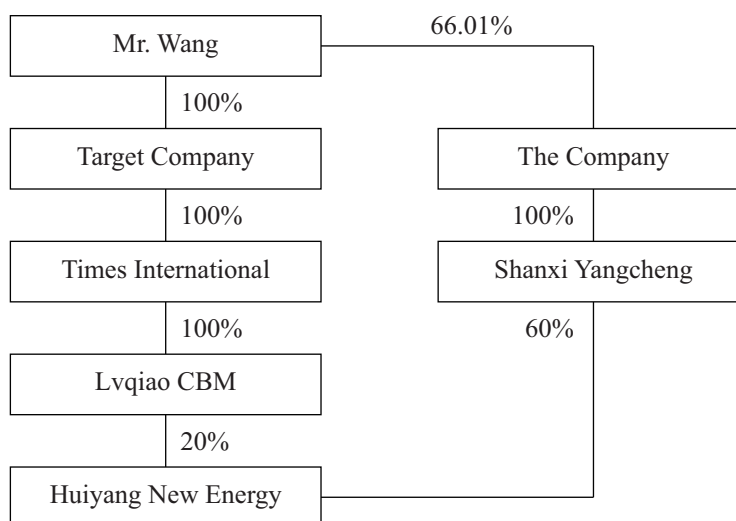 66.01%
Mr. Wang
100%
Target Company
The Company
100%
100%
Times International
Shanxi Yangcheng
100%
60%
Lvqiao CBM
20%
Huiyang New Energy